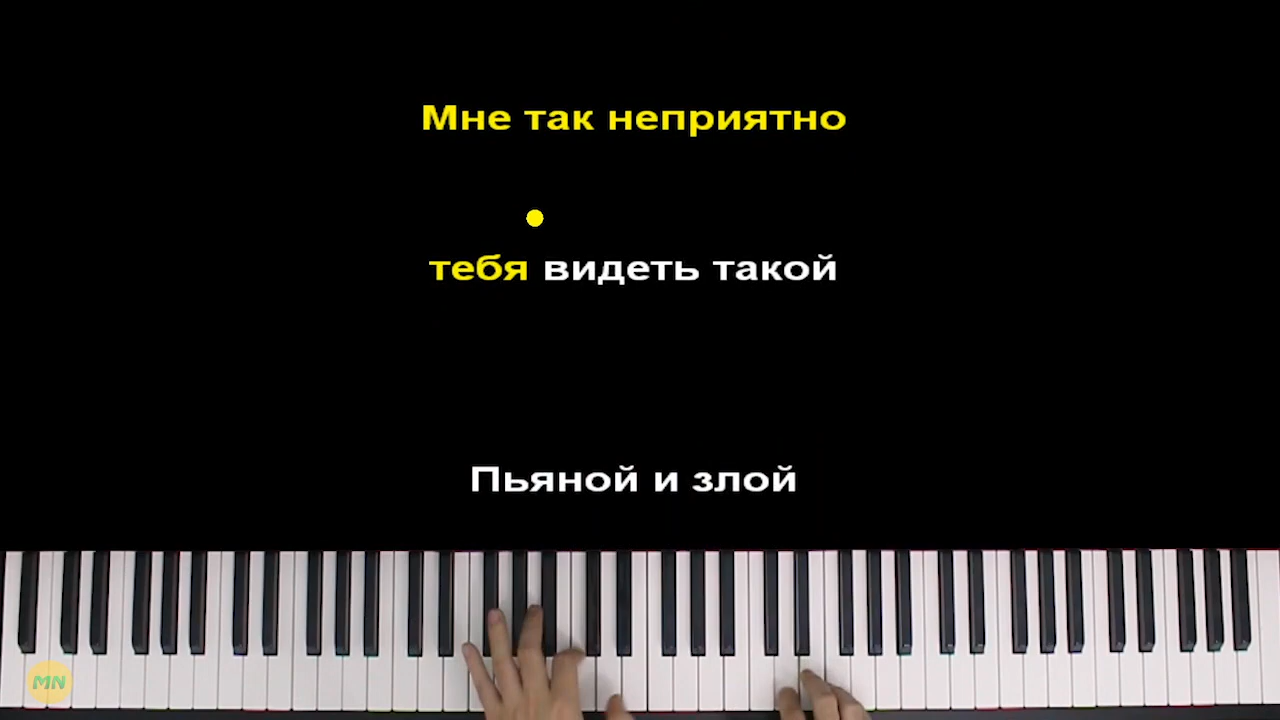 Мне так неприятно
тебя видеть такой
Пьяной и злой
MN